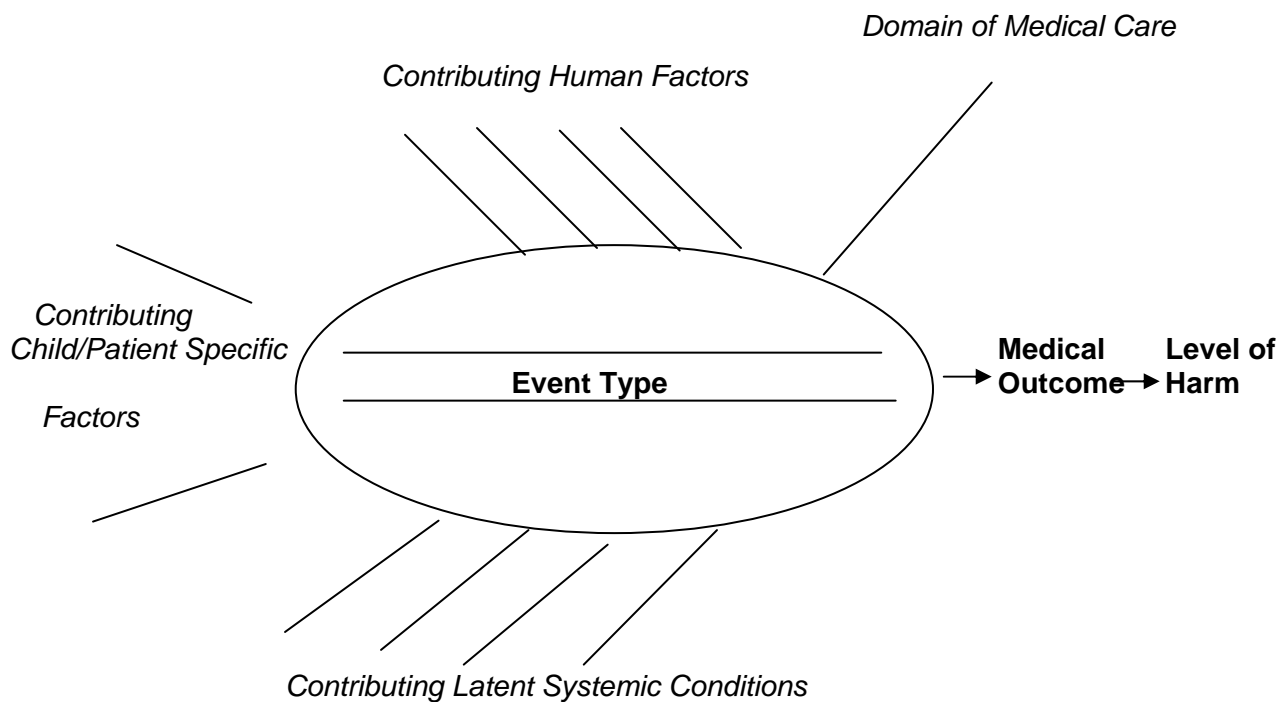 Domain of Medical Care
Contributing Human Factors
Contributing
Child/Patient Specific
Factors
Event Type
Medical
Outcome
Level of
Harm
Contributing Latent Systemic Conditions